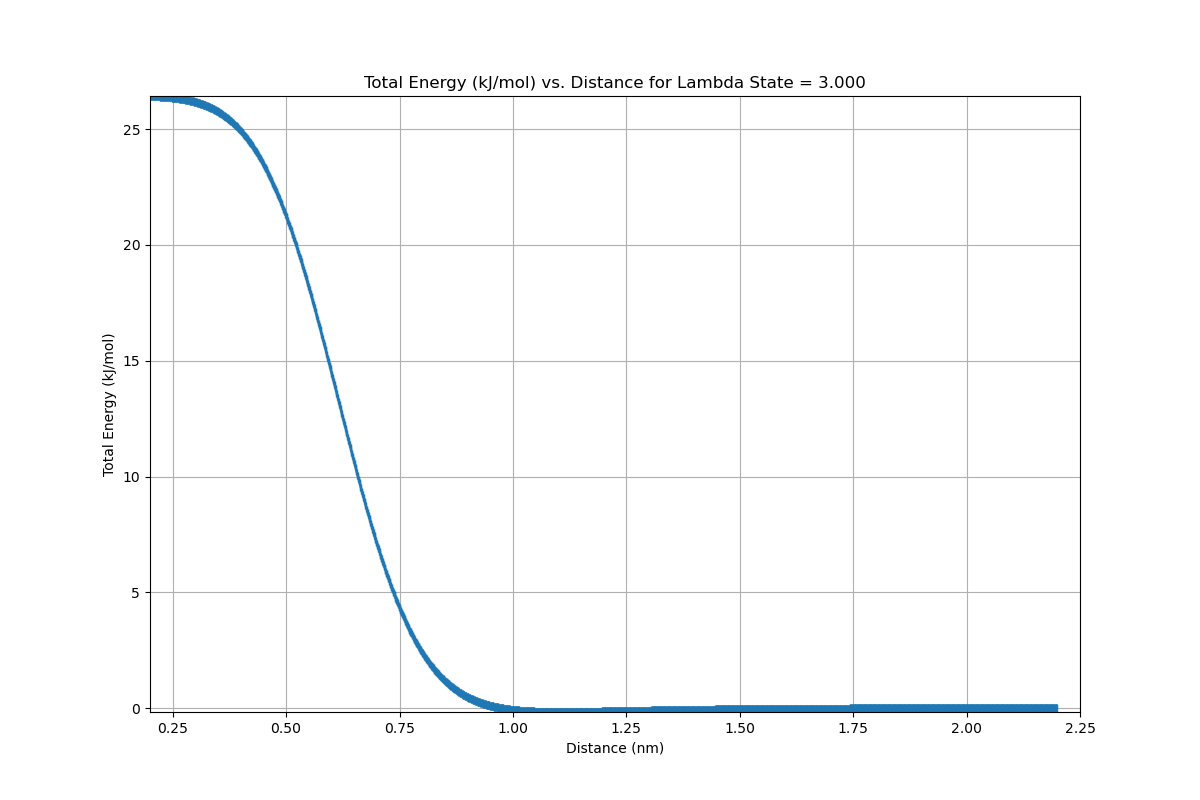 Total Energy (kJ/mol) vs. Distance for Lambda State = 3.000
25
20
15
10
5
0
Total Energy (kJ/mol)
0.25 0.50 0.75 1.00 1.25 1.50 1.75 2.00 2.25
Distance (nm)